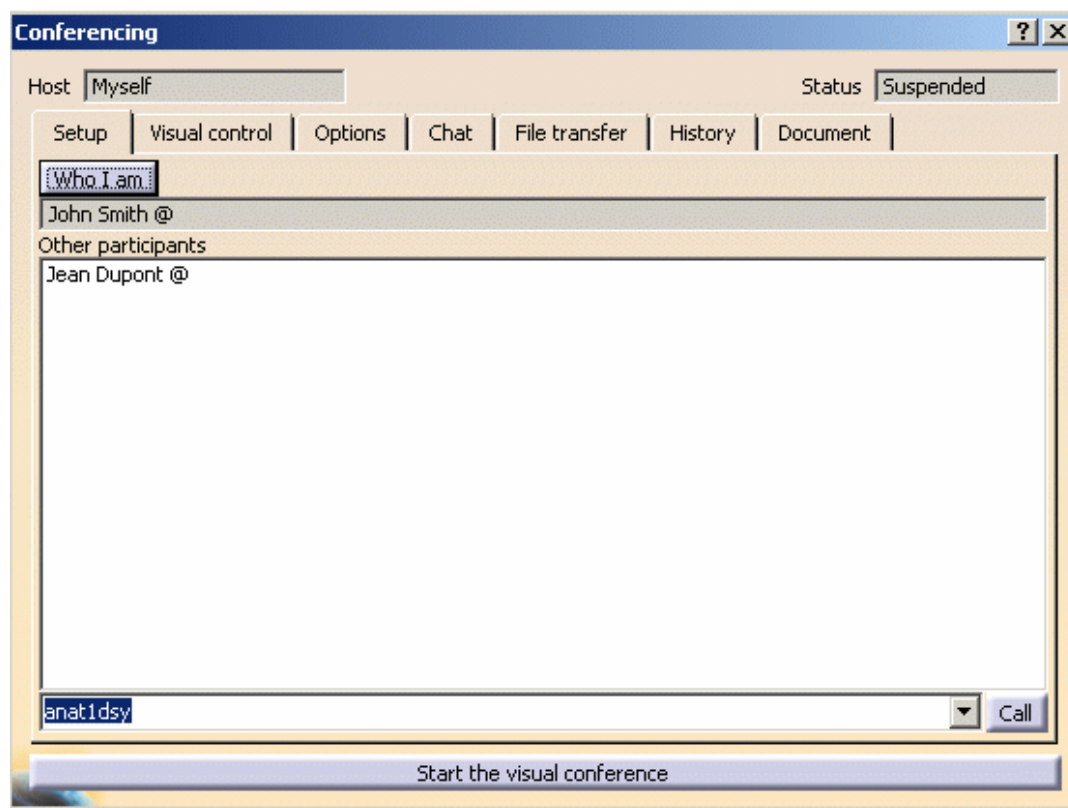 Conferencing
Host Myself Status Suspended
Setup Visual control Options Chat File transfer History Document
Who I am
John Smith @
Other participants
Jean Dupont @
anat1dsy Call
Start the visual conference